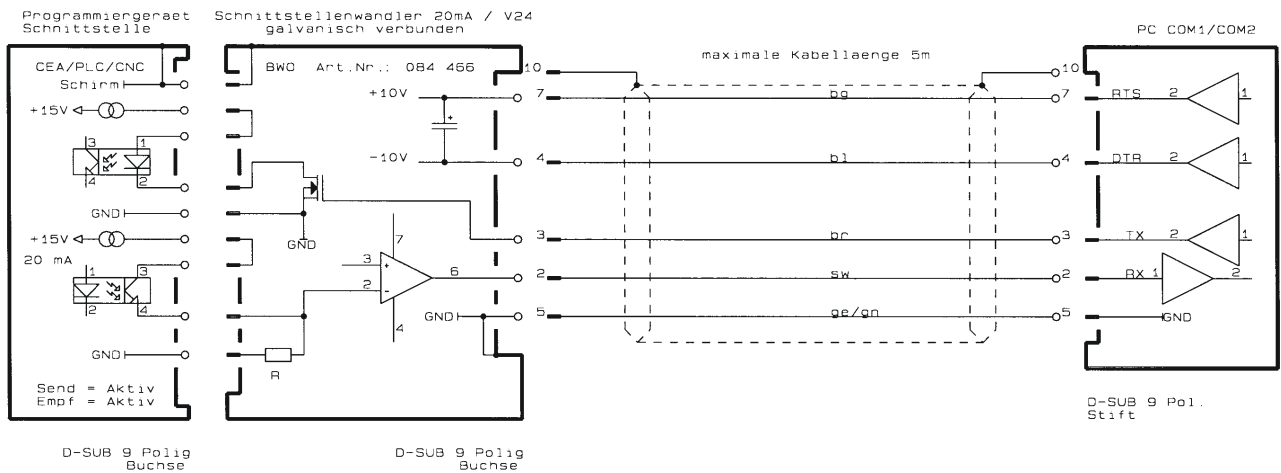 Programmiergeraet
Schnittstelle
Schnittstellenwandler 20mA / V24
galvanisch verbunden
PC COM1/COM2
maximale Kabellaenge 5m
CEA/PLC/CNC
BWO Art.Nr.: 084 466
10
10
Schirm
+10V
7
bg
7
RTS
2
1
+15V
3
1
4
2
-10V
4
bl
4
DTR
2
1
GND
GND
+15V
7
3
br
3
TX
2
1
20 mA
1
3
3
+
6
2
sw
2
RX
1
2
2
-
2
4
4
GND
5
ge/gn
5
GND
GND
R
Send = Aktiv
Empf = Aktiv
D-SUB 9 Pol.
Stift
D-SUB 9 Polig
Buchse
D-SUB 9 Polig
Buchse